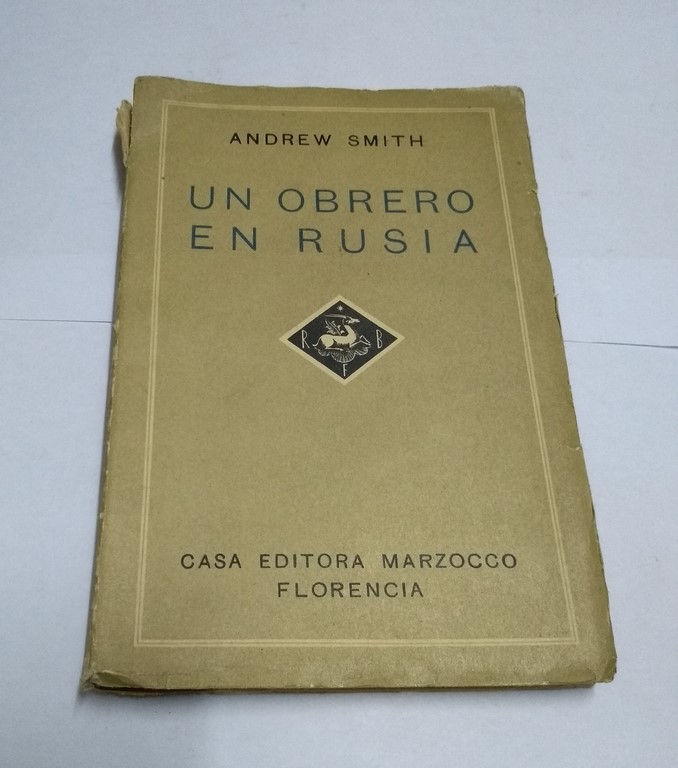 ANDREW SMITH
UN OBRERO
EN RUSIA
R B
F
CASA EDITORA MARZOCCO
FLORENCIA